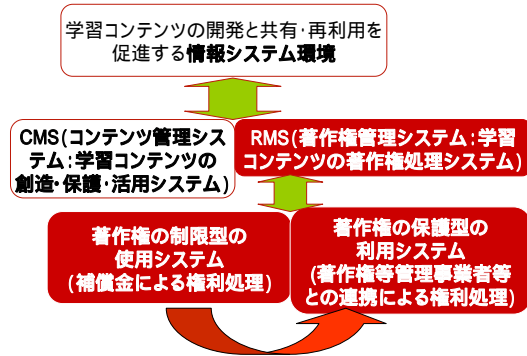 学習コンテンツの開発と共有・再利用を
促進する情報システム環境
CMS(コンテンツ管理シス
テム:学習コンテンツの
創造・保護・活用システム)
RMS(著作権管理システム:学習
コンテンツの著作権処理システム)
著作権の制限型の
使用システム
(補償金による権利処理)
著作権の保護型の
利用システム
(著作権等管理事業者等
との連携による権利処理)